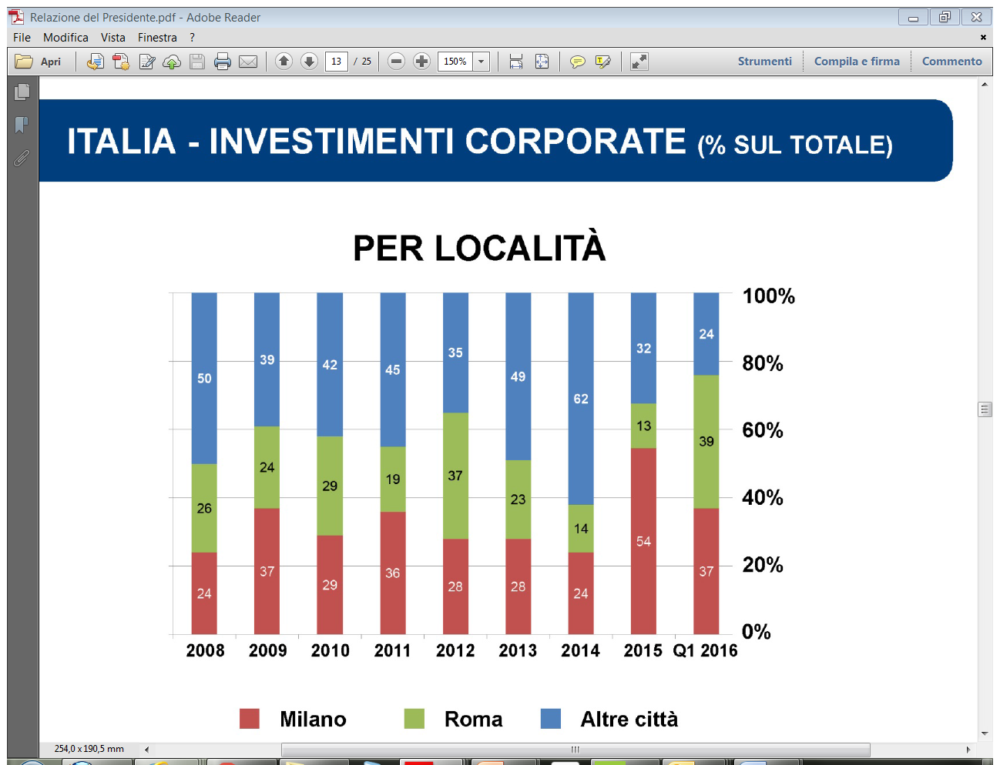 Relazione del Presidente.pdf - Adobe Reader
File Modifica Vista Finestra ?
Apri 13 / 25 150% Strumenti Compila e firma Commento
ITALIA - INVESTIMENTI CORPORATE (% SUL TOTALE)
PER LOCALITÀ
100%
80%
60%
40%
20%
0%
50 39 42 45 35 49 62 32 24
26 24 29 19 37 23 14 13 39
24 37 29 36 28 28 24 54 37
2008 2009 2010 2011 2012 2013 2014 2015 Q1 2016
Milano Roma Altre città
254,0 x 190,5 mm